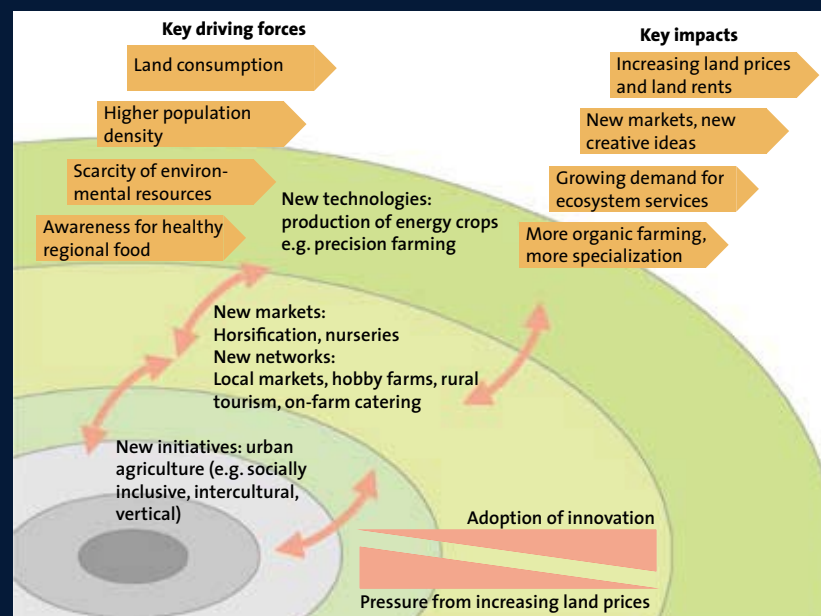 Key driving forces
Land consumption
Higher population
density
Scarcity of environ-
mental resources
Awareness for healthy
regional food
Key impacts
Increasing land prices
and land rents
New markets, new
creative ideas
Growing demand for
ecosystem services
More organic farming,
more specialization
New technologies:
production of energy crops
e.g. precision farming
New markets:
Horsification, nurseries
New networks:
Local markets, hobby farms, rural
tourism, on-farm catering
New initiatives: urban
agriculture (e.g. socially
inclusive, intercultural,
vertical)
Adoption of innovation
Pressure from increasing land prices